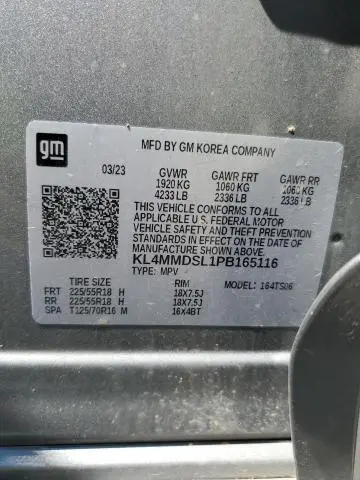 gm
MFD BY GM KOREA COMPANY
03/23 GVWR GAWR FRT GAWR RR
1920 KG 1060 KG 1060 KG
4233 LB 2336 LB 2336 LB
THIS VEHICLE CONFORMS TO ALL
APPLICABLE U.S. FEDERAL MOTOR
VEHICLE SAFETY AND THEFT PREVENTION
STANDARDS IN EFFECT ON THE DATE OF
MANUFACTURE SHOWN ABOVE.
KL4MMDSL1PB165116
TYPE: MPV
TIRE SIZE RIM MODEL: 164TS06
FRT 225/55R18 H 18X7.5J
RR 225/55R18 H 18X7.5J
SPA T125/70R16 M 16X4BT